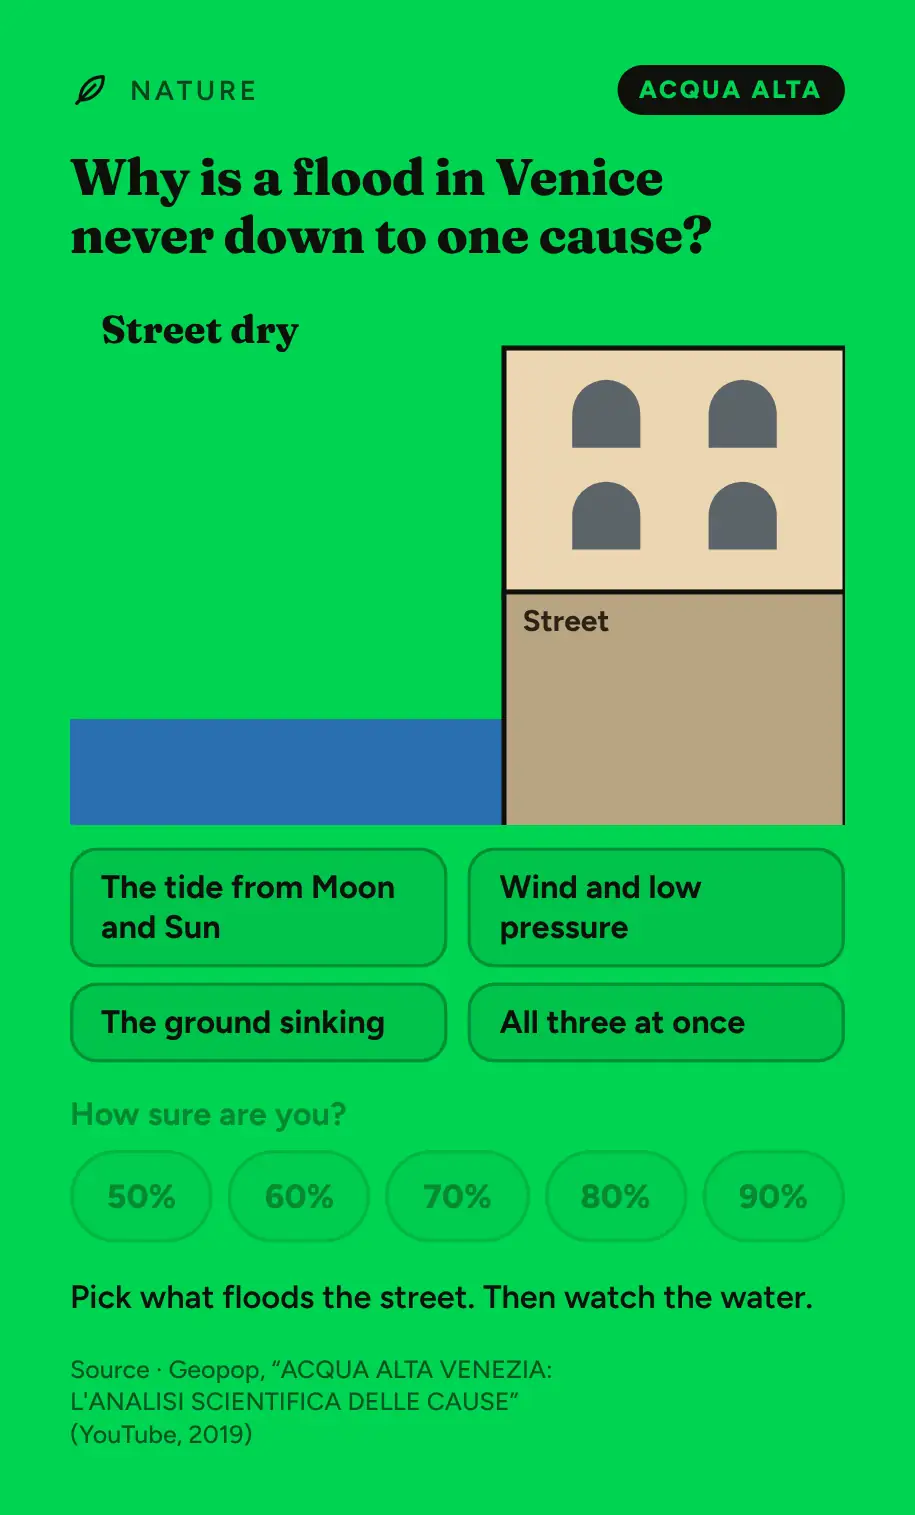 NATURE
ACQUA ALTA
Why is a flood in Venice
never down to one cause?
Street dry
Street
The tide from Moon
and Sun
Wind and low
pressure
The ground sinking
All three at once
How sure are you?
50%
60%
70%
80%
90%
Pick what floods the street. Then watch the water.
Source · Geopop, “ACQUA ALTA VENEZIA:
L'ANALISI SCIENTIFICA DELLE CAUSE”
(YouTube, 2019)